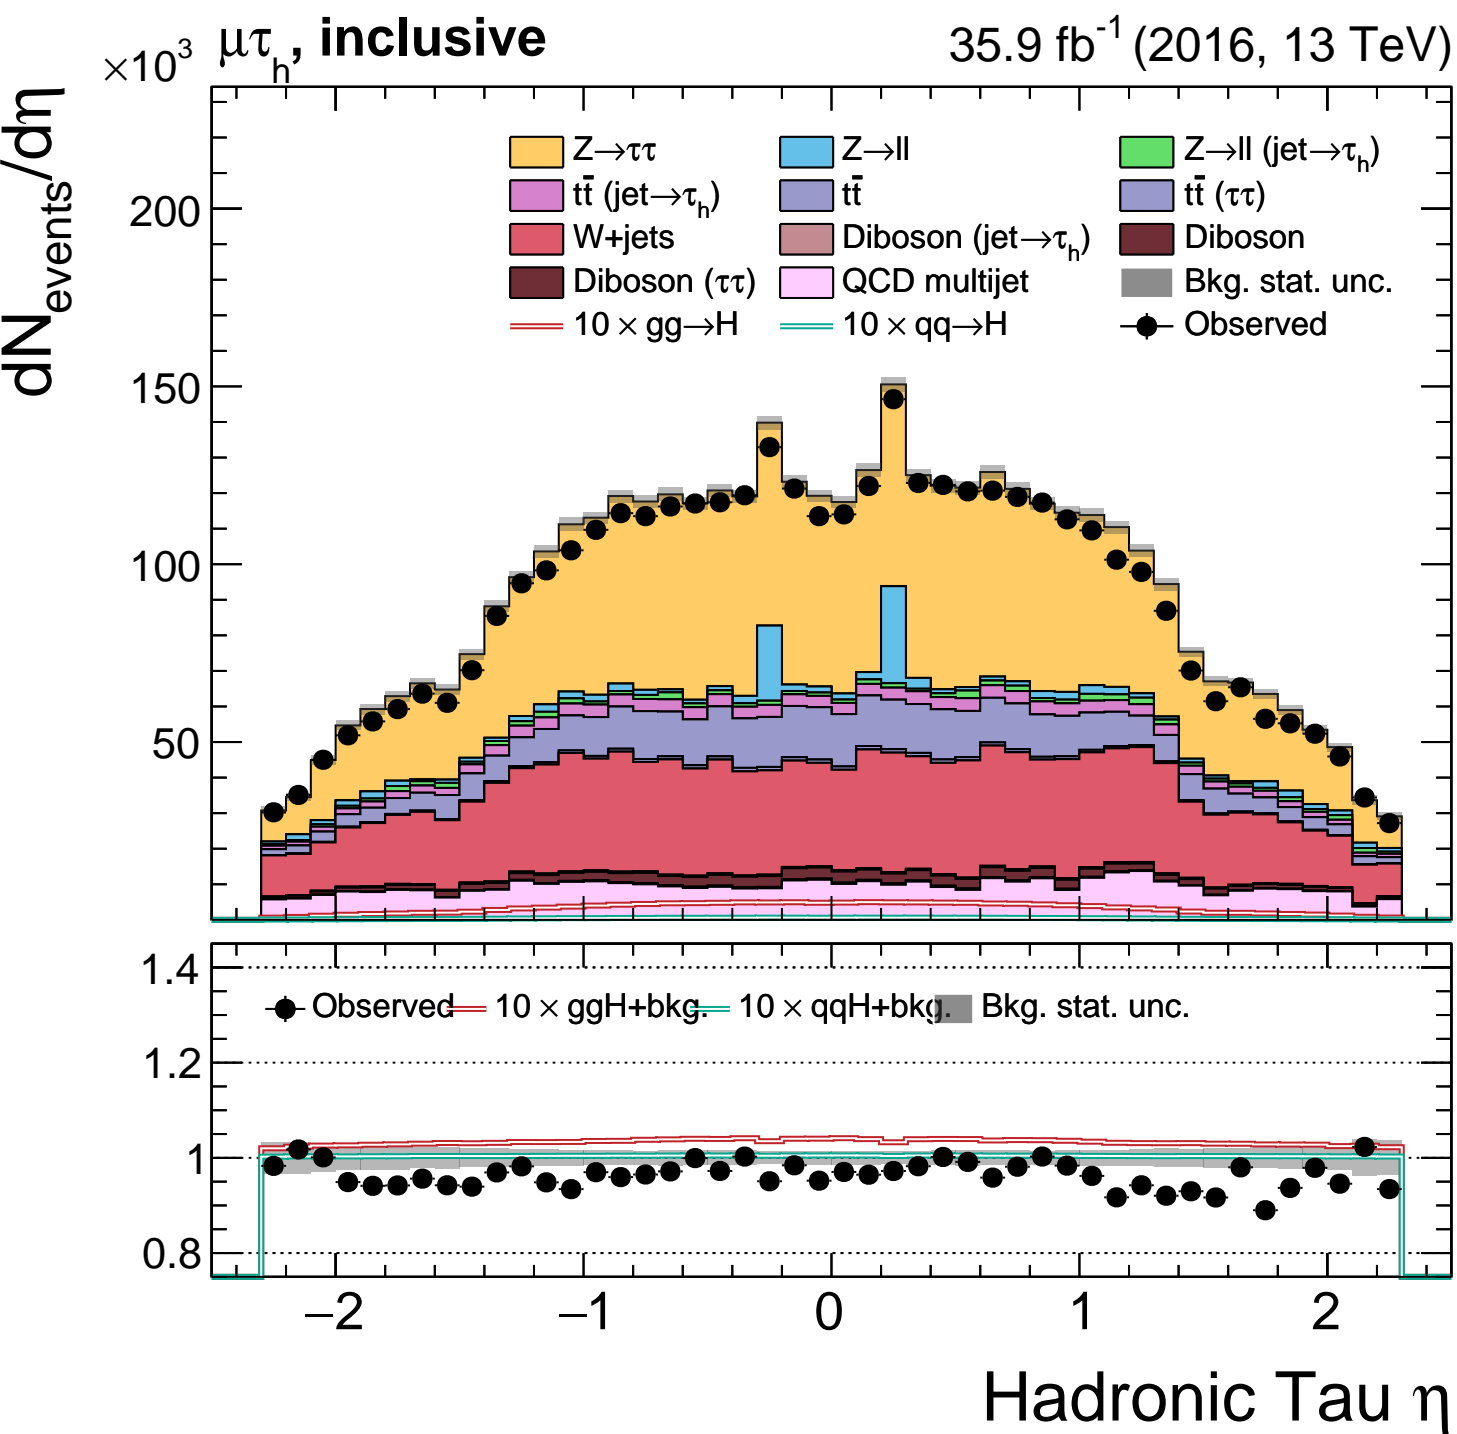 ×10³ μτₕ, inclusive 35.9 fb⁻¹ (2016, 13 TeV)
dN_events/dη
Z→ττ Z→ll Z→ll (jet→τₕ)
tt̄ (jet→τₕ) tt̄ tt̄ (ττ)
W+jets Diboson (jet→τₕ) Diboson
Diboson (ττ) QCD multijet Bkg. stat. unc.
10 × gg→H 10 × qq→H Observed
200
150
100
50
1.4
Observed 10 × ggH+bkg. 10 × qqH+bkg. Bkg. stat. unc.
1.2
1
0.8
−2 −1 0 1 2
Hadronic Tau η